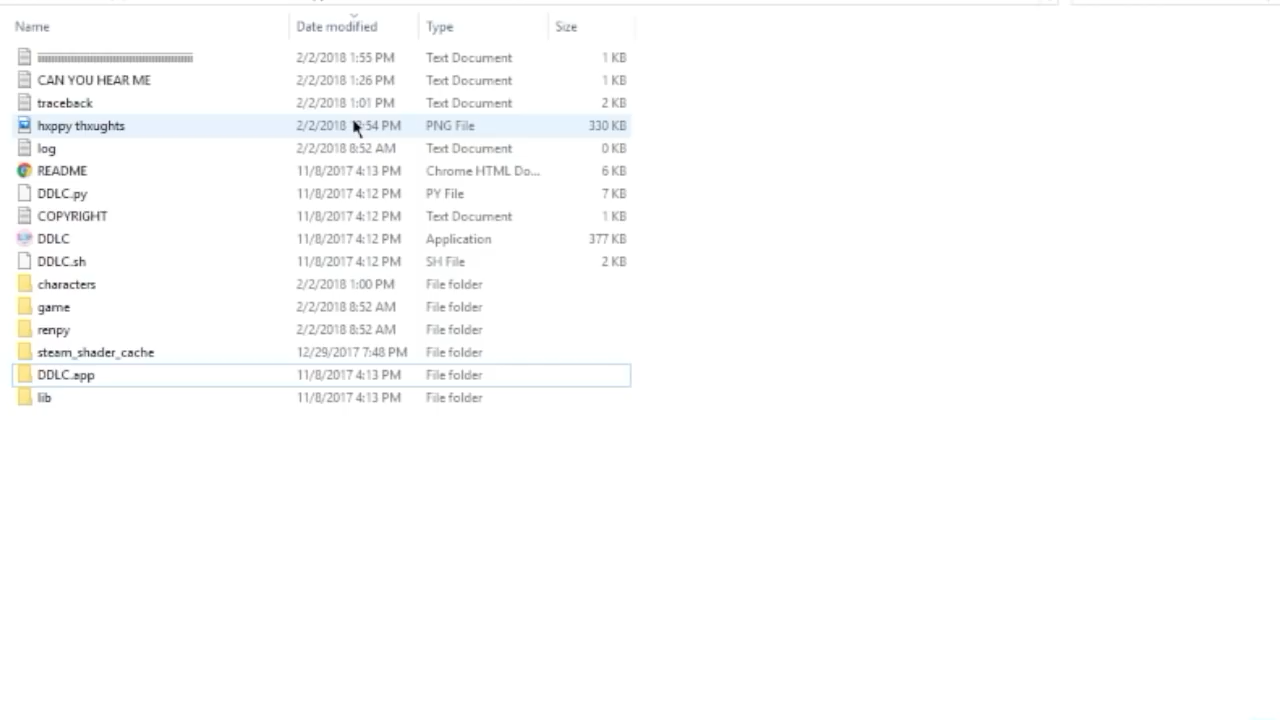 Name Date modified Type Size
2/2/2018 1:55 PM Text Document 1 KB
CAN YOU HEAR ME 2/2/2018 1:26 PM Text Document 1 KB
traceback 2/2/2018 1:01 PM Text Document 2 KB
hxppy thxughts 2/2/2018 :54 PM PNG File 330 KB
log 2/2/2018 8:52 AM Text Document 0 KB
README 11/8/2017 4:13 PM Chrome HTML Do... 6 KB
DDLC.py 11/8/2017 4:12 PM PY File 7 KB
COPYRIGHT 11/8/2017 4:12 PM Text Document 1 KB
DDLC 11/8/2017 4:12 PM Application 377 KB
DDLC.sh 11/8/2017 4:12 PM SH File 2 KB
characters 2/2/2018 1:00 PM File folder
game 2/2/2018 8:52 AM File folder
renpy 2/2/2018 8:52 AM File folder
steam_shader_cache 12/29/2017 7:48 PM File folder
DDLC.app 11/8/2017 4:13 PM File folder
lib 11/8/2017 4:13 PM File folder